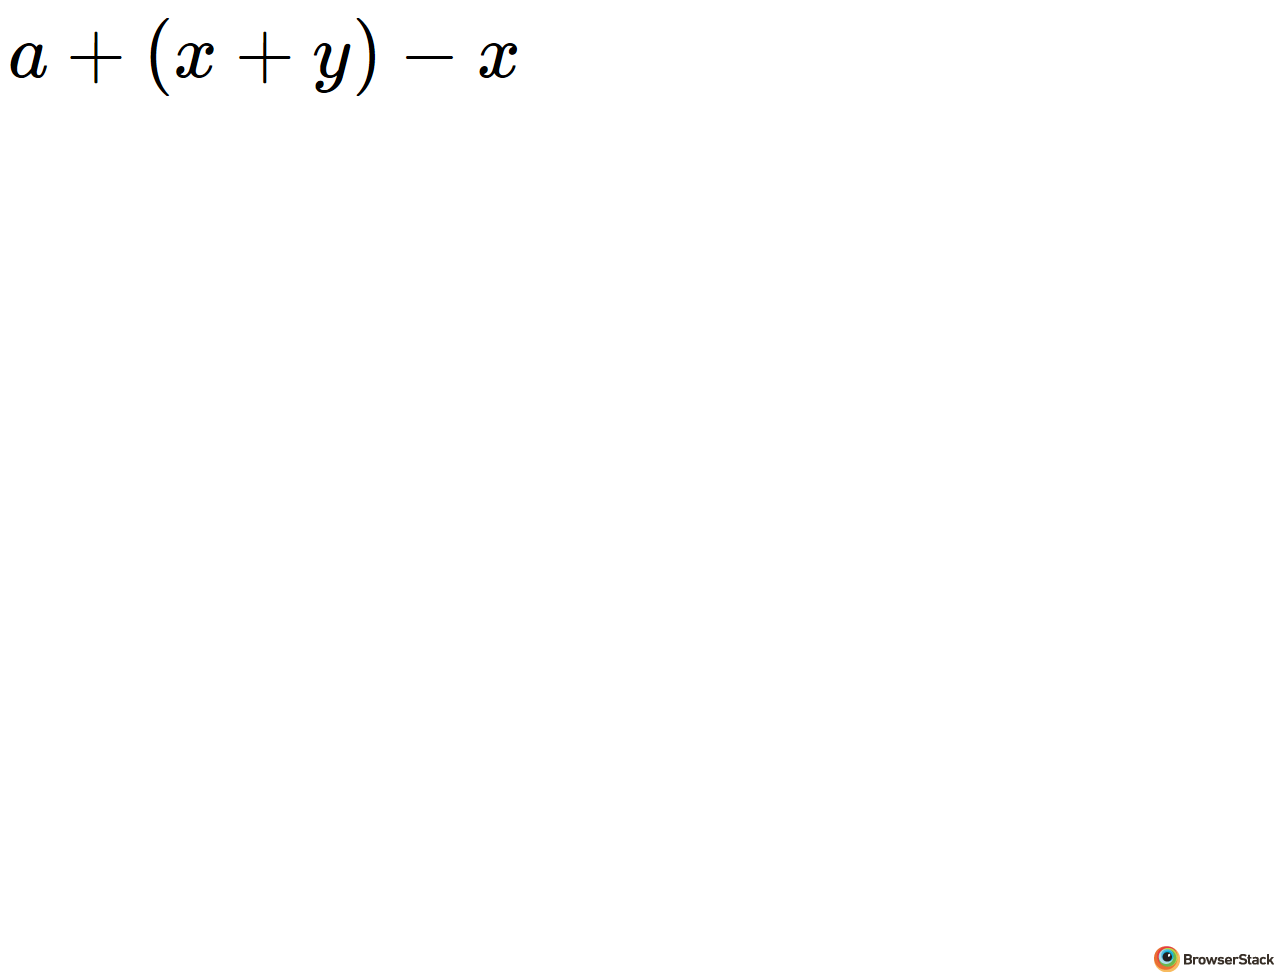 a + (x + y) − x
BrowserStack